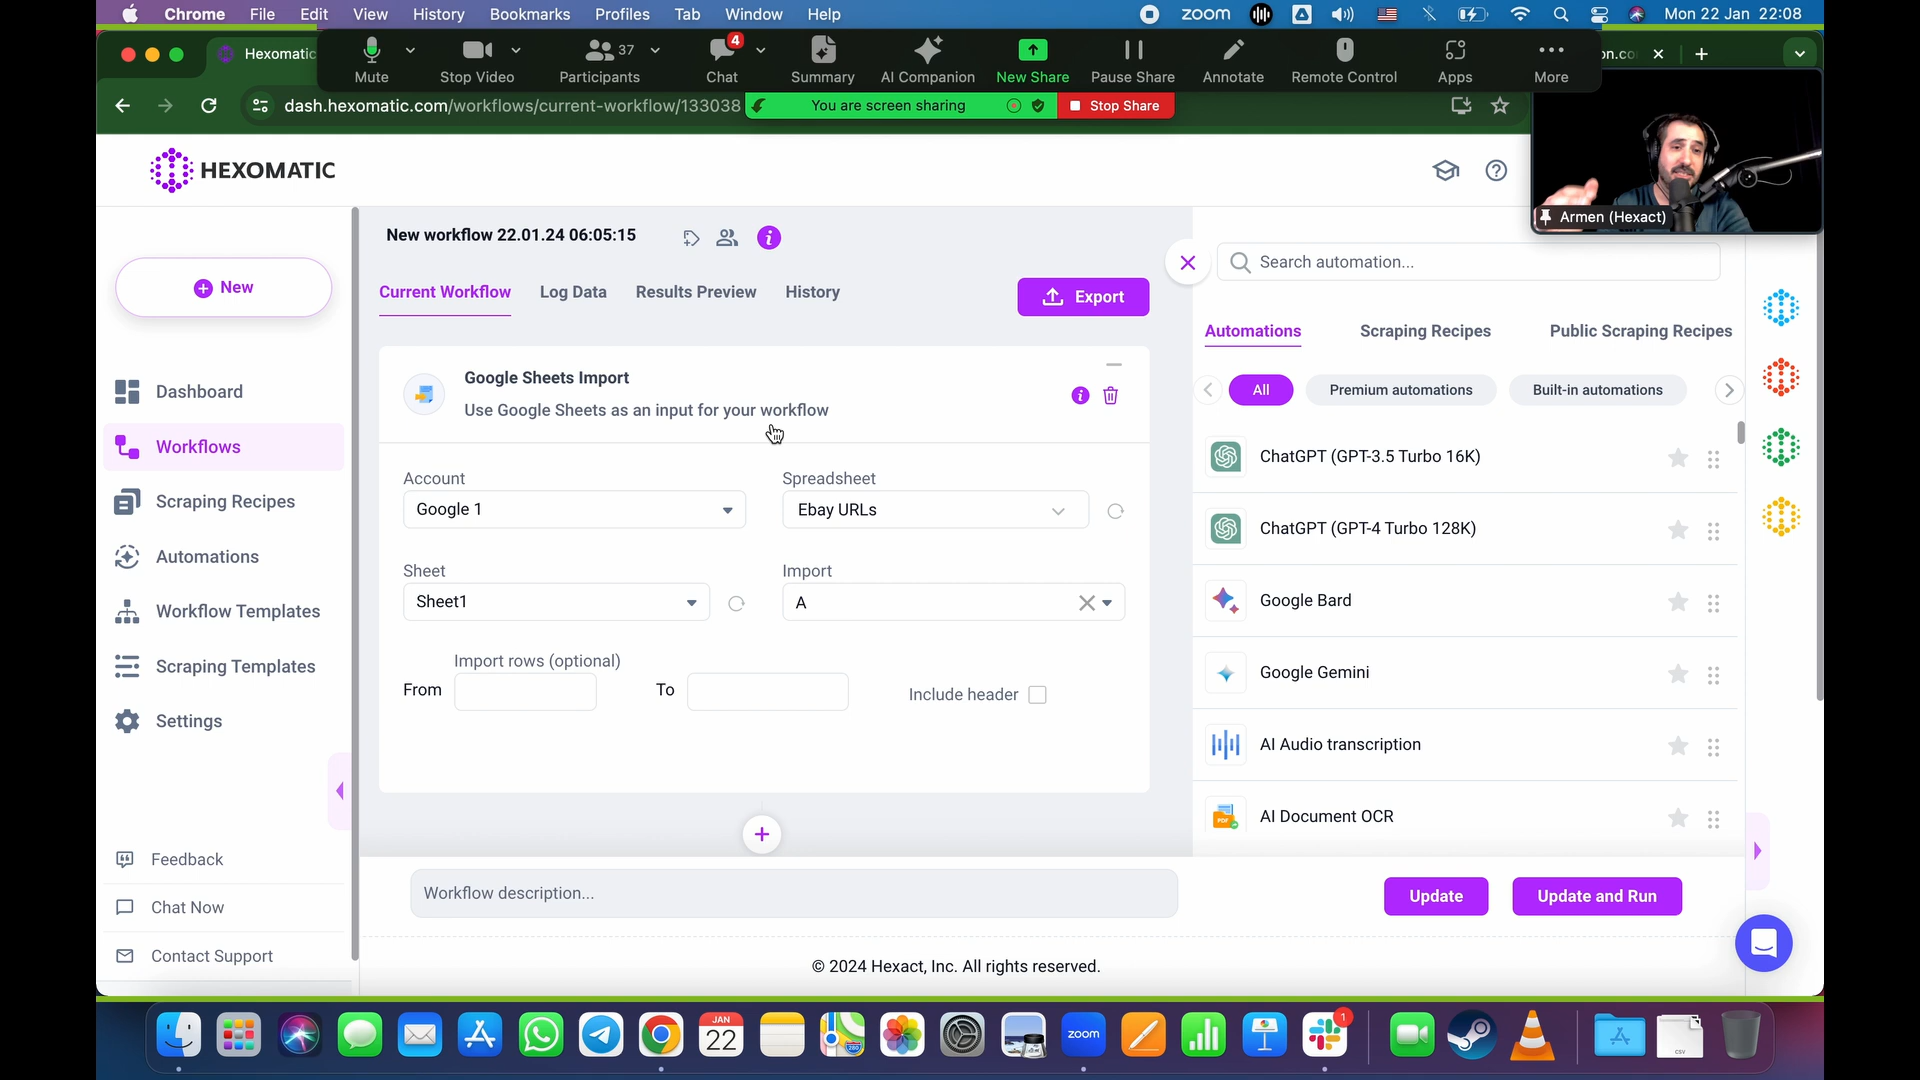 Chrome File Edit View History Bookmarks Profiles Tab Window Help
zoom
Mon 22 Jan 22:08
Hexomatic
Mute
Stop Video
37
Participants
4
Chat
Summary
AI Companion
New Share
Pause Share
Annotate
Remote Control
Apps
More
on.co
dash.hexomatic.com/workflows/current-workflow/133038
You are screen sharing
Stop Share
Armen (Hexact)
HEXOMATIC
New
Dashboard
Workflows
Scraping Recipes
Automations
Workflow Templates
Scraping Templates
Settings
Feedback
Chat Now
Contact Support
New workflow 22.01.24 06:05:15
Current Workflow
Log Data
Results Preview
History
Export
Google Sheets Import
Use Google Sheets as an input for your workflow
Account
Google 1
Spreadsheet
Ebay URLs
Sheet
Sheet1
Import
A
Import rows (optional)
From
To
Include header
Search automation...
Automations
Scraping Recipes
Public Scraping Recipes
All
Premium automations
Built-in automations
ChatGPT (GPT-3.5 Turbo 16K)
ChatGPT (GPT-4 Turbo 128K)
Google Bard
Google Gemini
AI Audio transcription
AI Document OCR
Workflow description...
Update
Update and Run
© 2024 Hexact, Inc. All rights reserved.
JAN
22
zoom
1
CSV